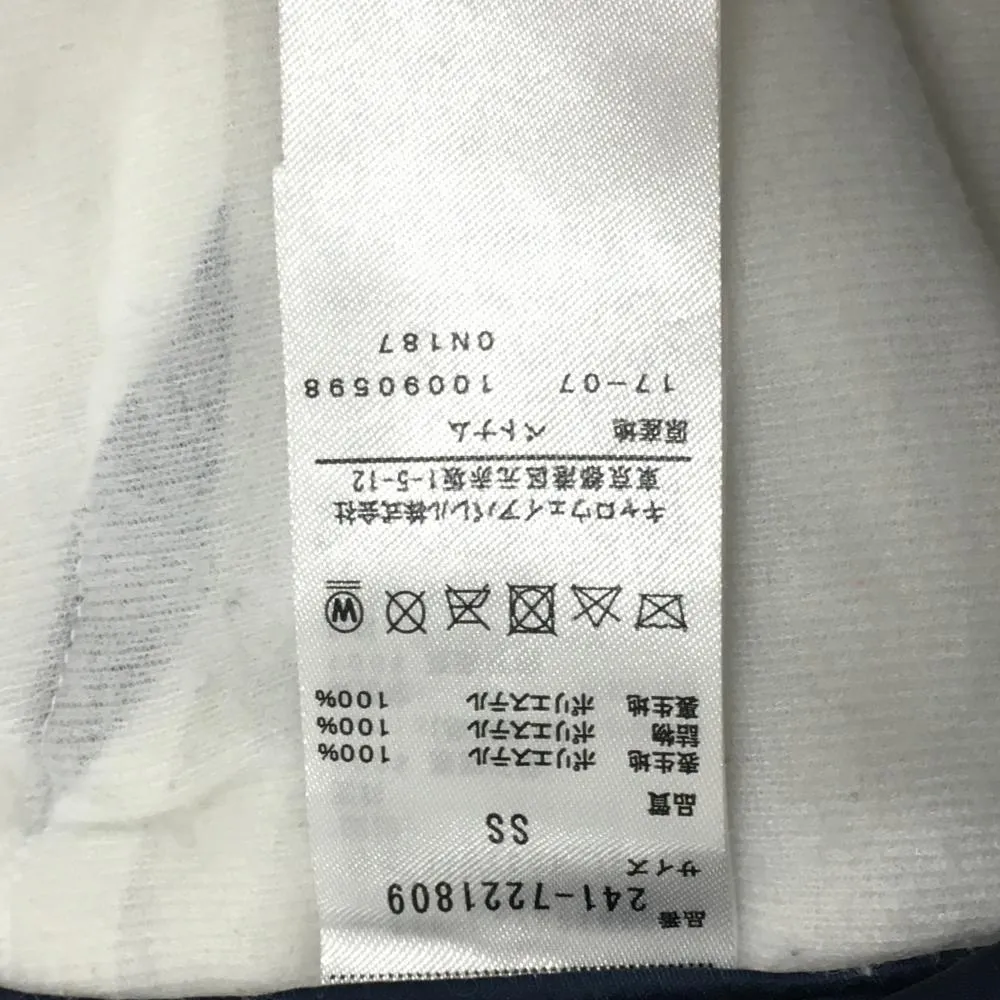 品番 241-7221809
サイズ
SS
品質
表生地 ポリエステル 100%
詰物 ポリエステル 100%
裏生地 ポリエステル 100%
W
キャロウェイアパレル株式会社
東京都港区元赤坂1-5-12
原産地 ベトナム
17-07 10090598
0N187